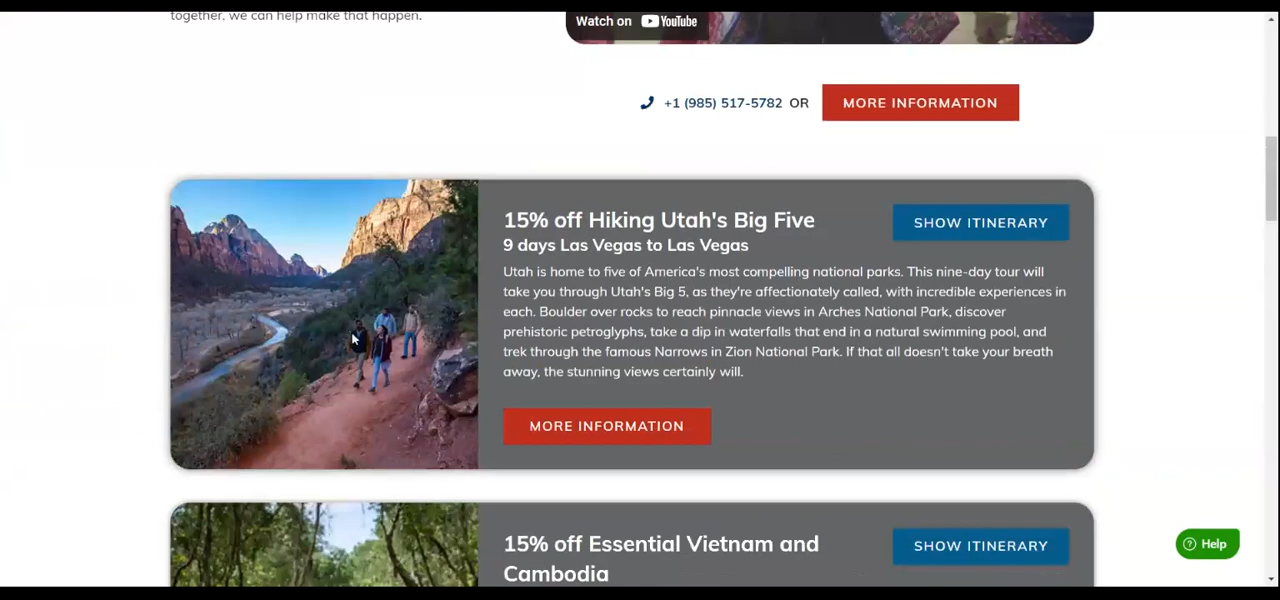 together, we can help make that happen.
Watch on YouTube
+1 (985) 517-5782 OR MORE INFORMATION
15% off Hiking Utah's Big Five
SHOW ITINERARY
9 days Las Vegas to Las Vegas
Utah is home to five of America's most compelling national parks. This nine-day tour will
take you through Utah's Big 5, as they're affectionately called, with incredible experiences in
each. Boulder over rocks to reach pinnacle views in Arches National Park, discover
prehistoric petroglyphs, take a dip in waterfalls that end in a natural swimming pool, and
trek through the famous Narrows in Zion National Park. If that all doesn't take your breath
away, the stunning views certainly will.
MORE INFORMATION
15% off Essential Vietnam and
Cambodia
SHOW ITINERARY
Help